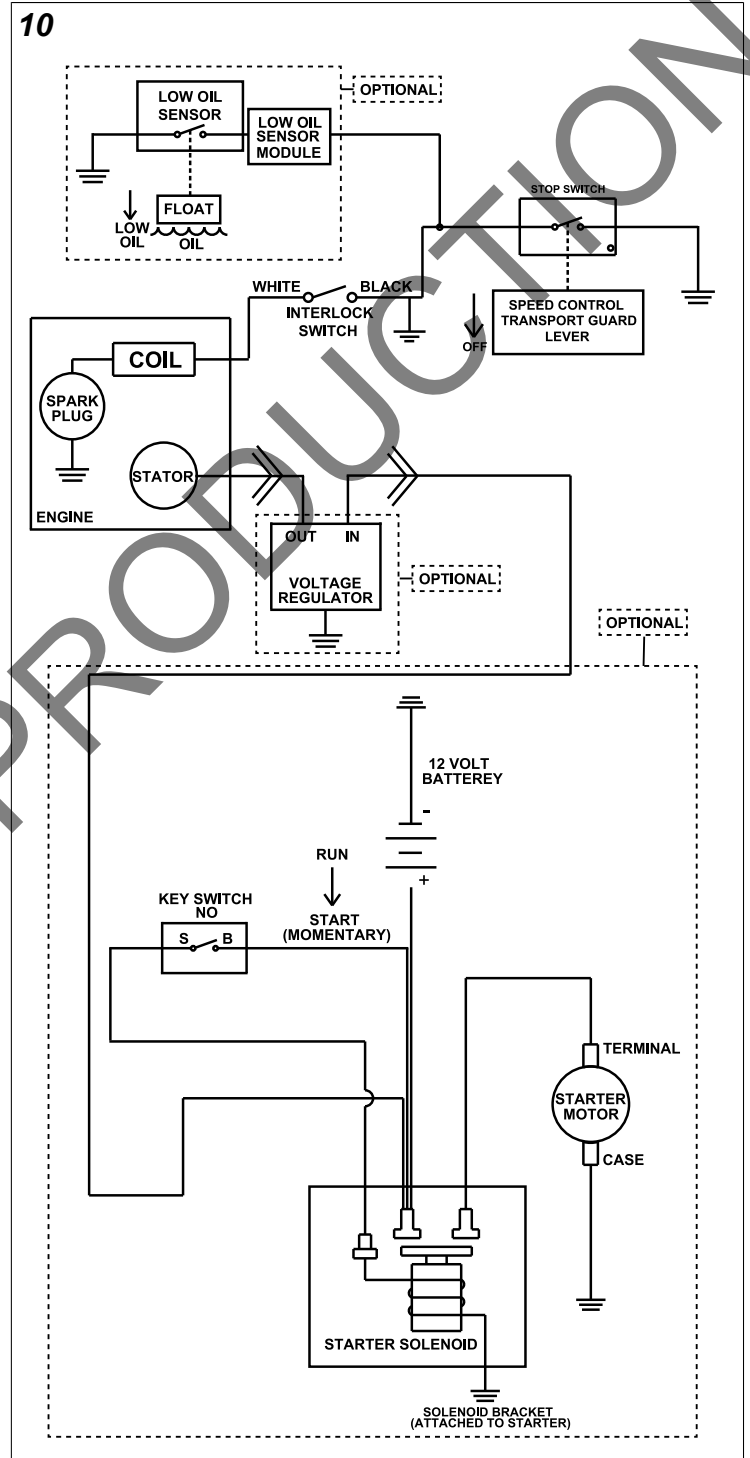 10
OPTIONAL
LOW OIL
SENSOR
LOW OIL
SENSOR
MODULE
FLOAT
LOW
OIL
OIL
STOP SWITCH
SPEED CONTROL
TRANSPORT GUARD
LEVER
OFF
WHITE
BLACK
INTERLOCK
SWITCH
COIL
SPARK
PLUG
STATOR
ENGINE
OUT IN
VOLTAGE
REGULATOR
OPTIONAL
OPTIONAL
12 VOLT
BATTEREY
-
+
RUN
START
(MOMENTARY)
KEY SWITCH
NO
S B
TERMINAL
STARTER
MOTOR
CASE
STARTER SOLENOID
SOLENOID BRACKET
(ATTACHED TO STARTER)
PRODUCTION